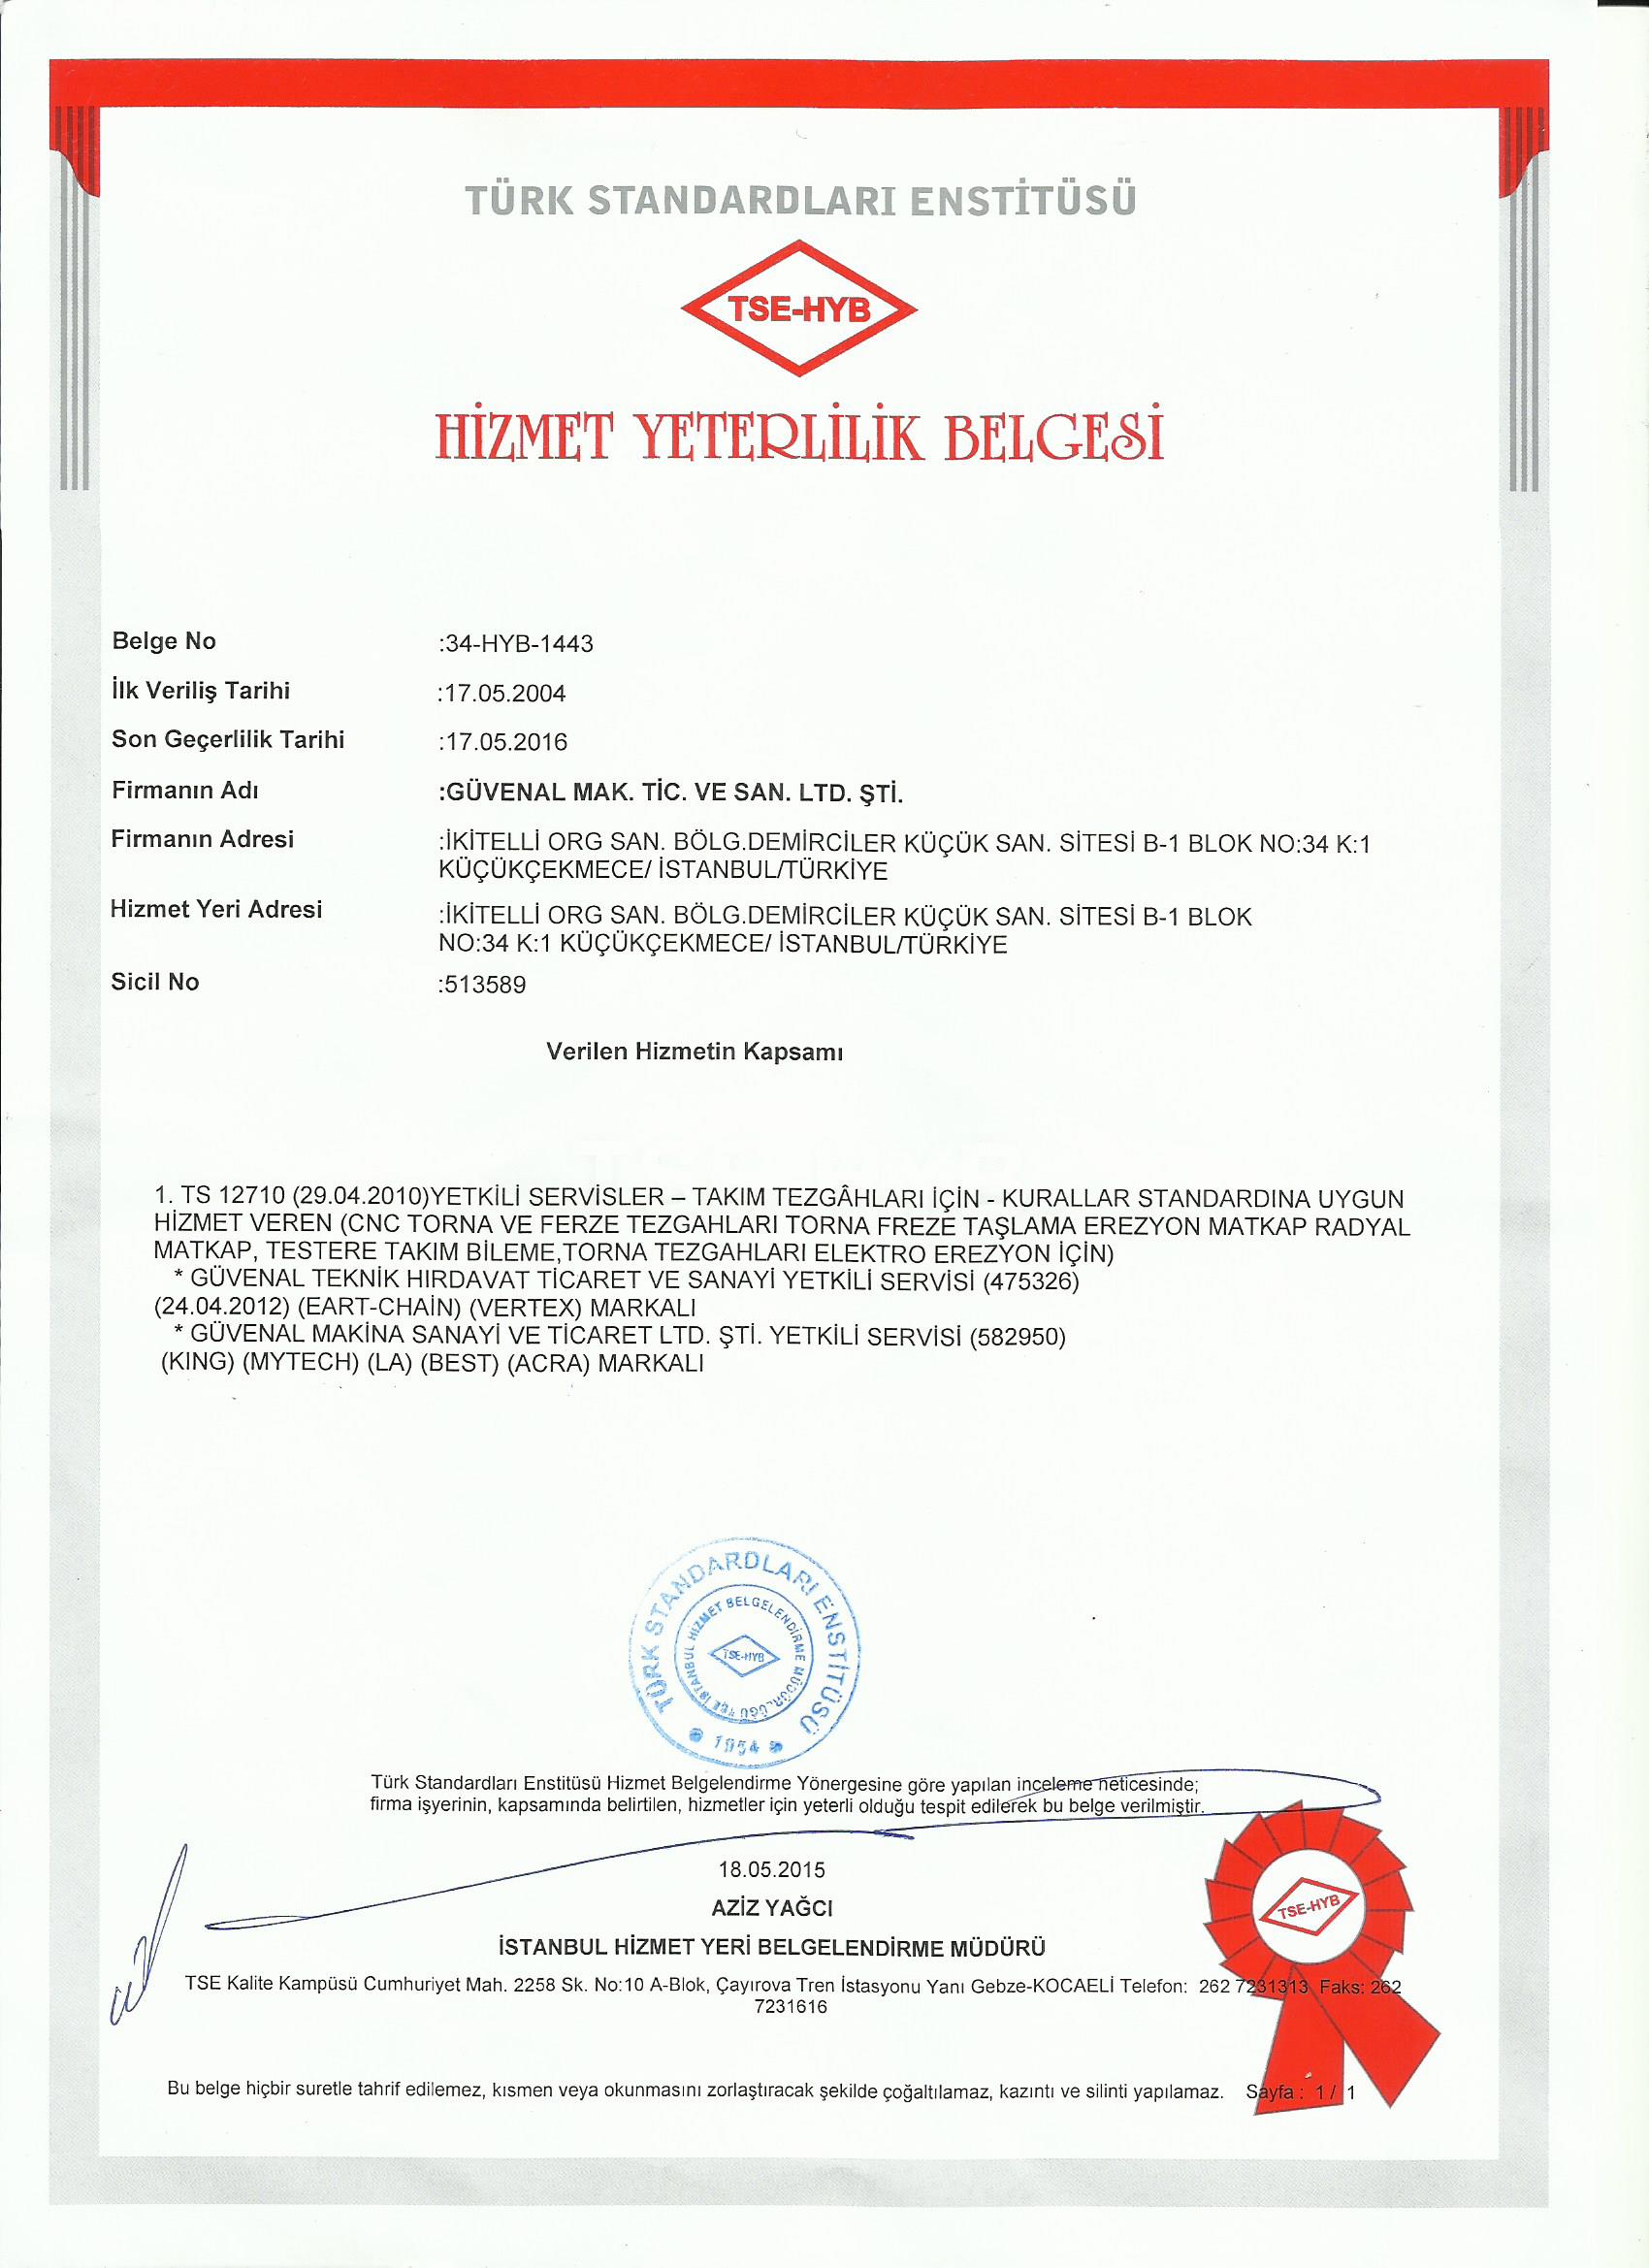 TÜRK STANDARDLARI ENSTİTÜSÜ
TSE-HYB
HİZMET YETERLİLİK BELGESİ
Belge No :34-HYB-1443
İlk Veriliş Tarihi :17.05.2004
Son Geçerlilik Tarihi :17.05.2016
Firmanın Adı :GÜVENAL MAK. TİC. VE SAN. LTD. ŞTİ.
Firmanın Adresi :İKİTELLİ ORG SAN. BÖLG.DEMİRCİLER KÜÇÜK SAN. SİTESİ B-1 BLOK NO:34 K:1
KÜÇÜKÇEKMECE/ İSTANBUL/TÜRKİYE
Hizmet Yeri Adresi :İKİTELLİ ORG SAN. BÖLG.DEMİRCİLER KÜÇÜK SAN. SİTESİ B-1 BLOK
NO:34 K:1 KÜÇÜKÇEKMECE/ İSTANBUL/TÜRKİYE
Sicil No :513589
Verilen Hizmetin Kapsamı
1. TS 12710 (29.04.2010)YETKİLİ SERVİSLER – TAKIM TEZGÂHLARI İÇİN - KURALLAR STANDARDINA UYGUN
HİZMET VEREN (CNC TORNA VE FERZE TEZGAHLARI TORNA FREZE TAŞLAMA EREZYON MATKAP RADYAL
MATKAP, TESTERE TAKIM BİLEME,TORNA TEZGAHLARI ELEKTRO EREZYON İÇİN)
* GÜVENAL TEKNİK HIRDAVAT TİCARET VE SANAYİ YETKİLİ SERVİSİ (475326)
(24.04.2012) (EART-CHAİN) (VERTEX) MARKALI
* GÜVENAL MAKİNA SANAYİ VE TİCARET LTD. ŞTİ. YETKİLİ SERVİSİ (582950)
(KING) (MYTECH) (LA) (BEST) (ACRA) MARKALI
TÜRK STANDARDLARI ENSTİTÜSÜ
TSE İSTANBUL HİZMET BELGELENDİRME MÜDÜRLÜĞÜ
TSE-HYB
1954
Türk Standardları Enstitüsü Hizmet Belgelendirme Yönergesine göre yapılan inceleme neticesinde;
firma işyerinin, kapsamında belirtilen, hizmetler için yeterli olduğu tespit edilerek bu belge verilmiştir.
18.05.2015
AZİZ YAĞCI
İSTANBUL HİZMET YERİ BELGELENDİRME MÜDÜRÜ
TSE-HYB
TSE Kalite Kampüsü Cumhuriyet Mah. 2258 Sk. No:10 A-Blok, Çayırova Tren İstasyonu Yanı Gebze-KOCAELİ Telefon: 262 7231313 Faks: 262
7231616
Bu belge hiçbir suretle tahrif edilemez, kısmen veya okunmasını zorlaştıracak şekilde çoğaltılamaz, kazıntı ve silinti yapılamaz. Sayfa : 1 / 1